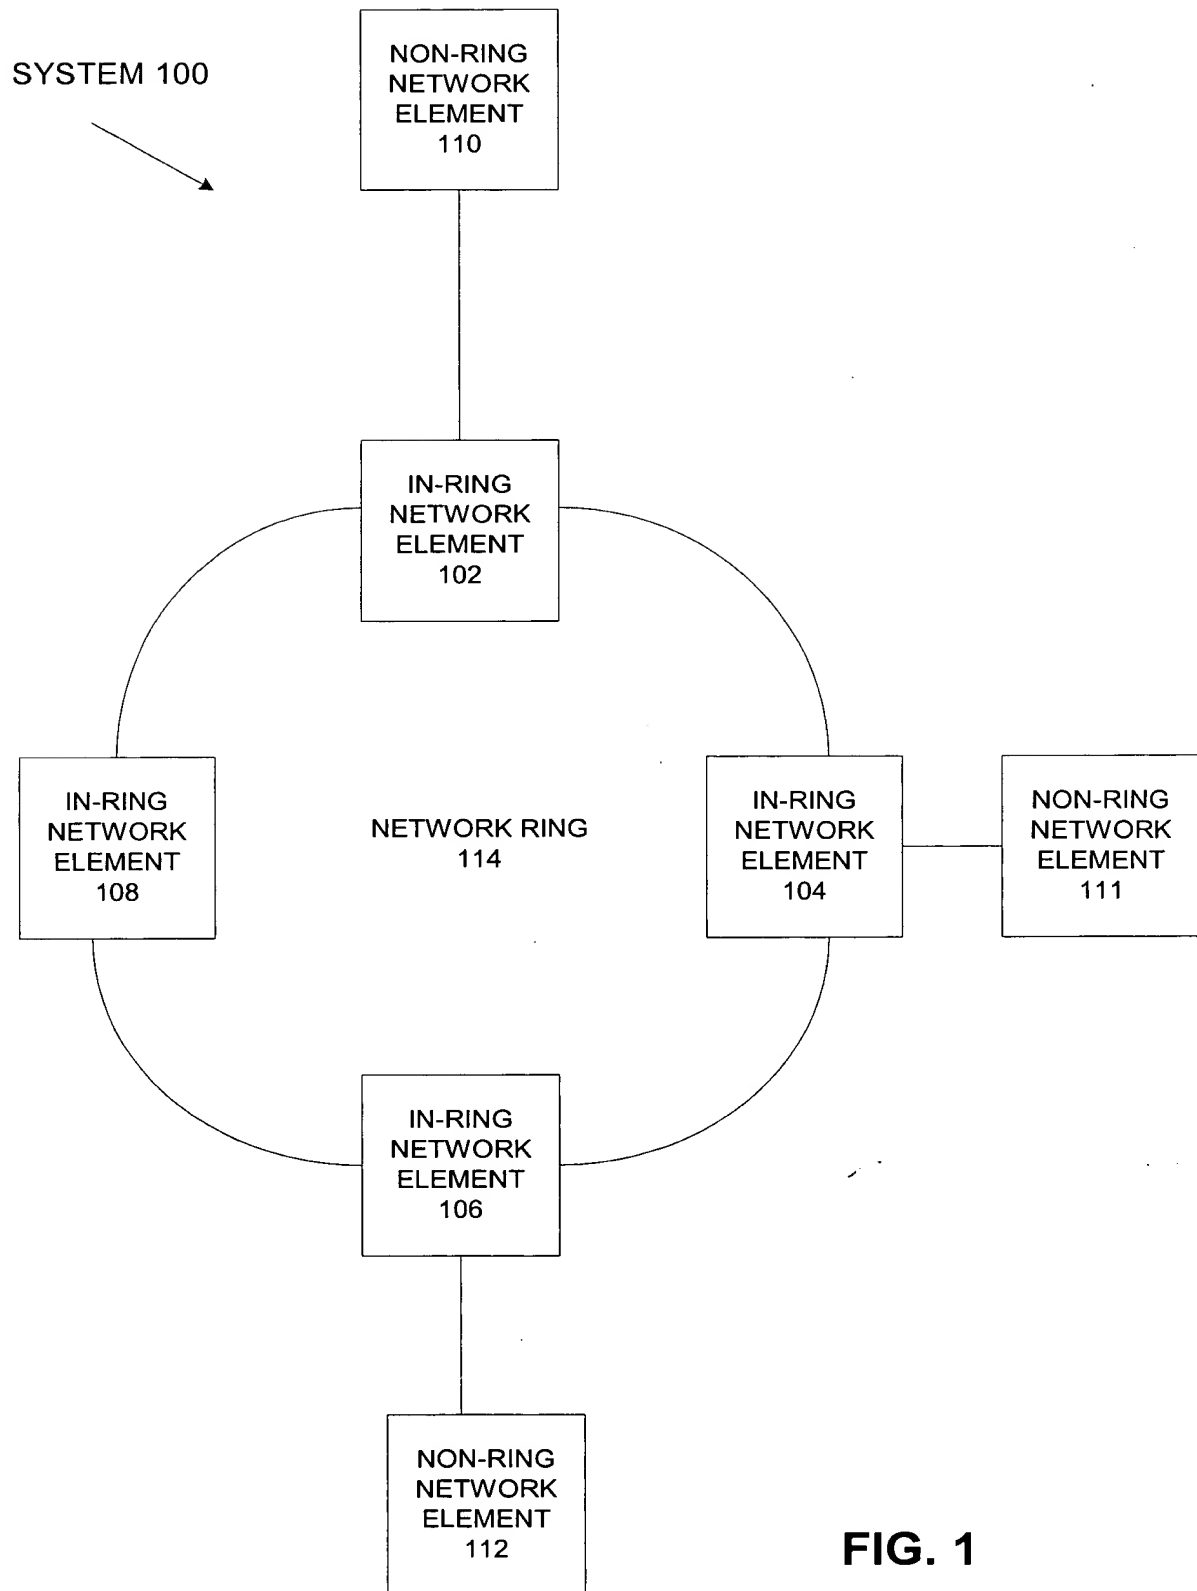 SYSTEM 100
NON-RING
NETWORK
ELEMENT
110
IN-RING
NETWORK
ELEMENT
102
IN-RING
NETWORK
ELEMENT
108
NETWORK RING
114
IN-RING
NETWORK
ELEMENT
104
NON-RING
NETWORK
ELEMENT
111
IN-RING
NETWORK
ELEMENT
106
NON-RING
NETWORK
ELEMENT
112
FIG. 1